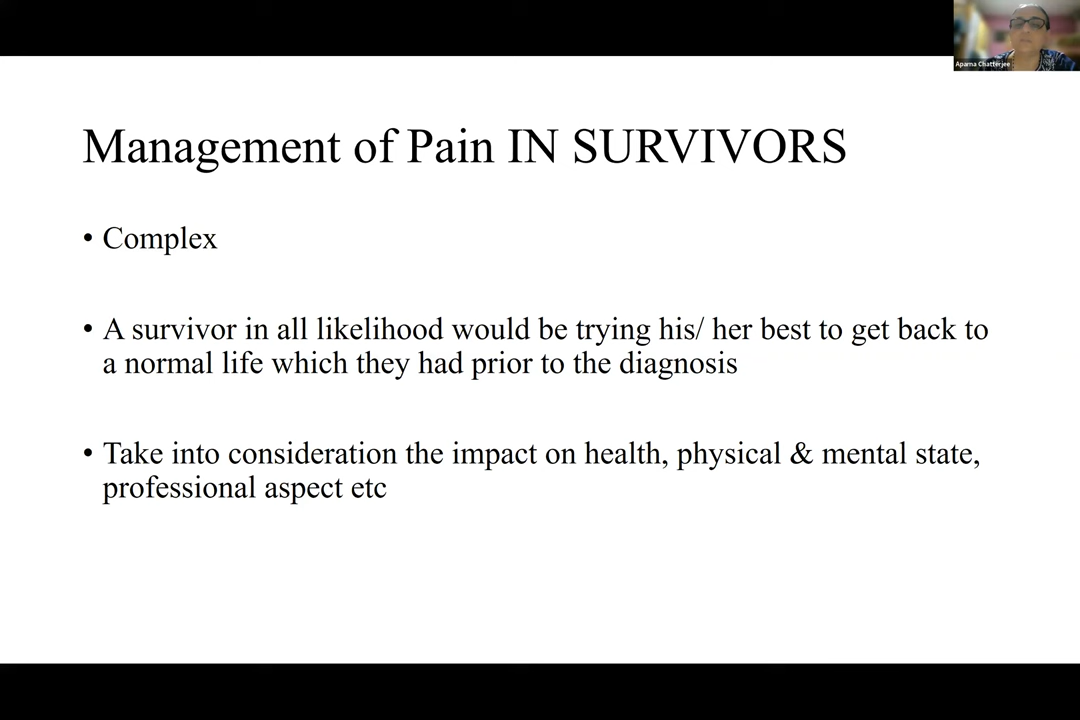 Aparna Chatterjee
Management of Pain IN SURVIVORS
• Complex
• A survivor in all likelihood would be trying his/ her best to get back to
a normal life which they had prior to the diagnosis
• Take into consideration the impact on health, physical & mental state,
professional aspect etc